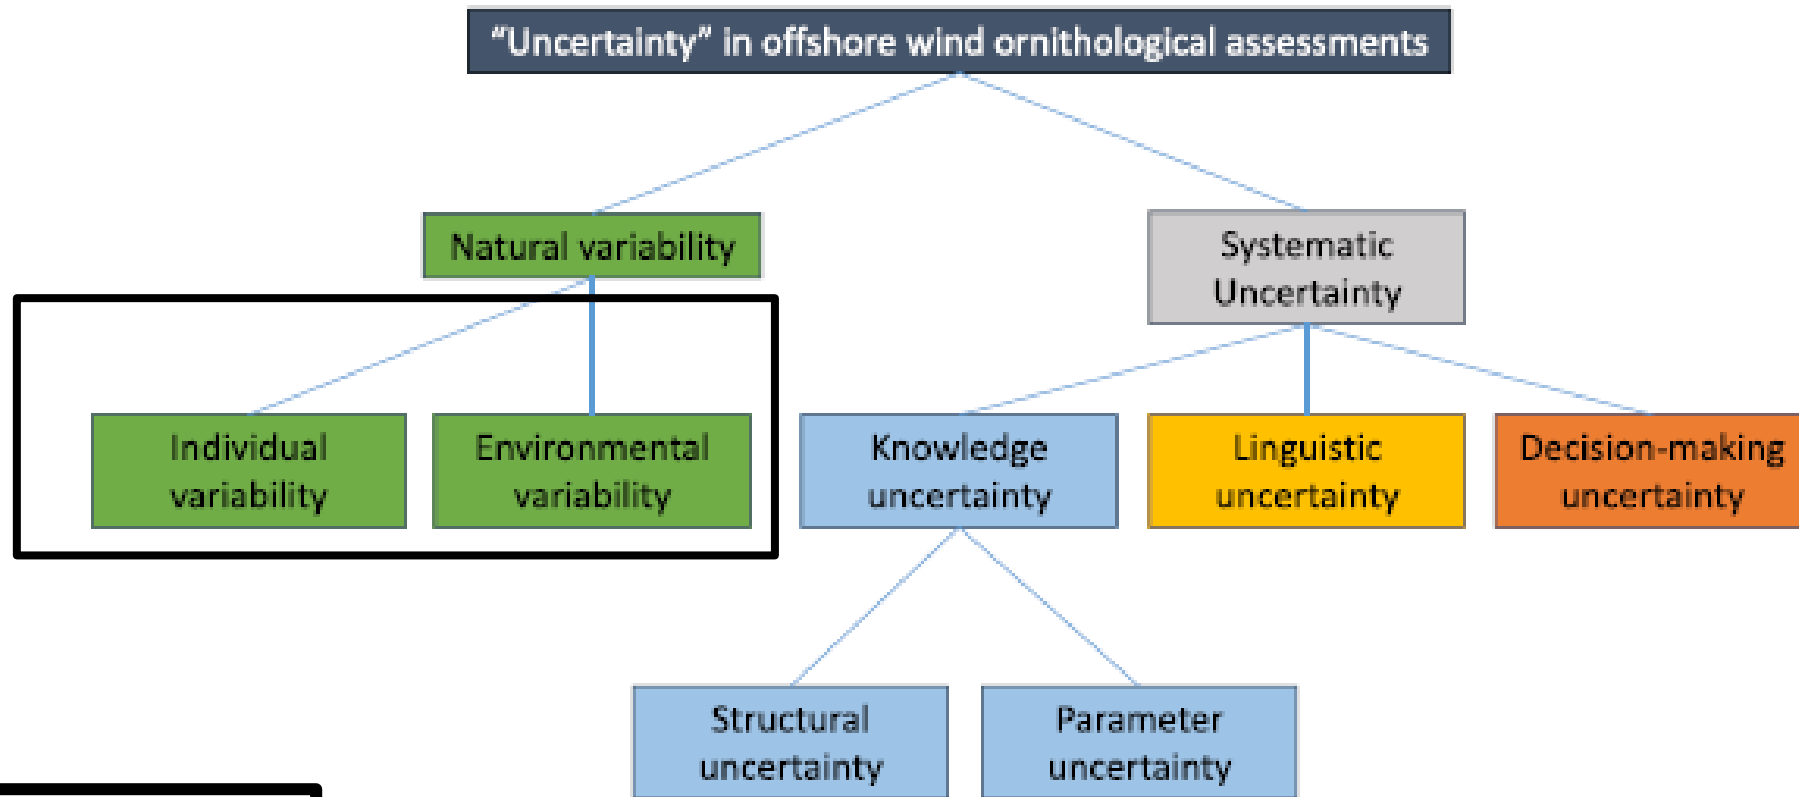 “Uncertainty” in offshore wind ornithological assessments
Natural variability
Systematic
Uncertainty
Individual
variability
Environmental
variability
Knowledge
uncertainty
Linguistic
uncertainty
Decision-making
uncertainty
Structural
uncertainty
Parameter
uncertainty